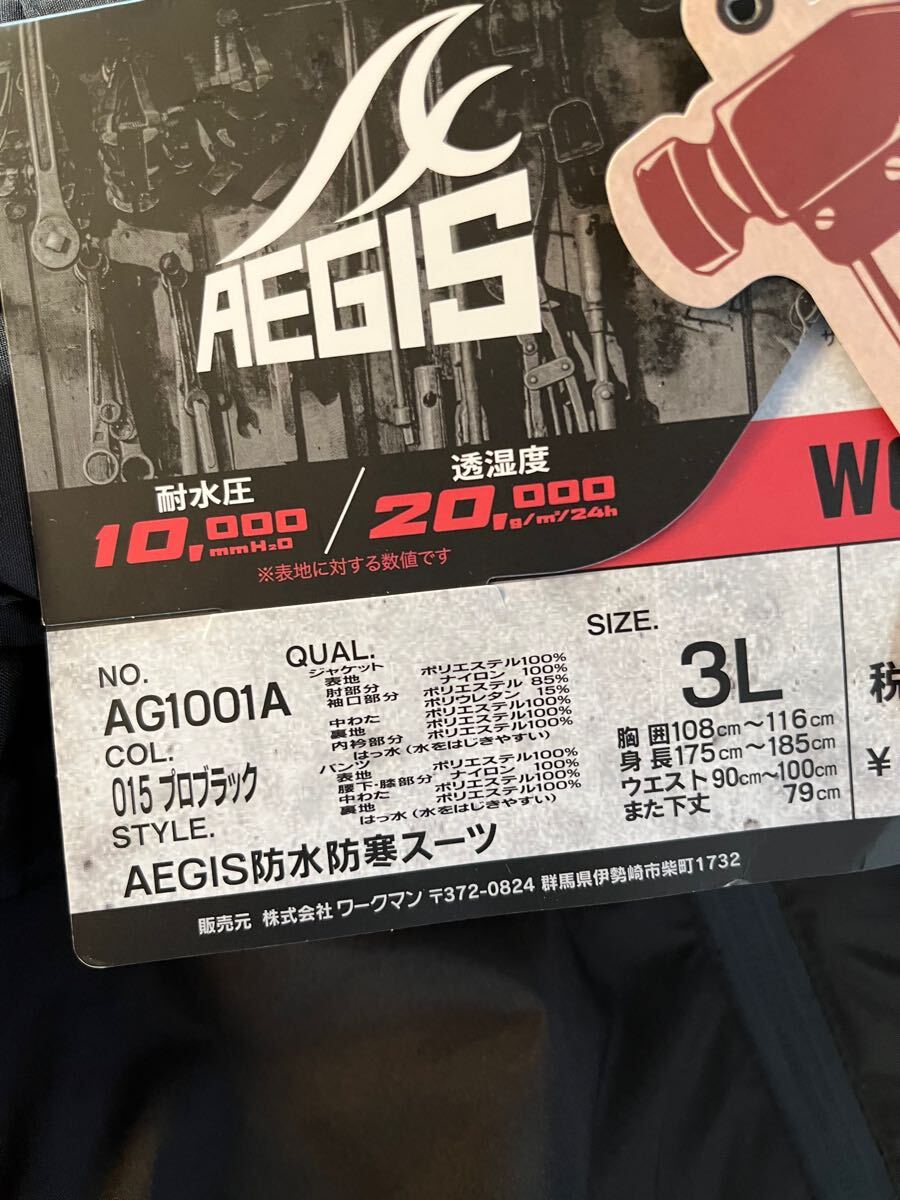 AEGIS
耐水圧
10,000mmH₂O
透湿度
20,000g/m²/24h
※表地に対する数値です
WO
NO.
AG1001A
COL.
015 プロブラック
STYLE.
AEGIS防水防寒スーツ
QUAL.
ジャケット
表地 ポリエステル100%
肘部分 ナイロン 100%
袖口部分 ポリエステル 85%
ポリウレタン 15%
中わた ポリエステル100%
裏地 ポリエステル100%
内衿部分 ポリエステル100%
はっ水(水をはじきやすい)
パンツ
表地 ポリエステル100%
腰下・膝部分 ナイロン 100%
中わた ポリエステル100%
裏地 ポリエステル100%
はっ水(水をはじきやすい)
SIZE.
3L
胸囲108cm〜116cm
身長175cm〜185cm
ウエスト90cm〜100cm
また下丈 79cm
税
¥
販売元 株式会社ワークマン 〒372-0824 群馬県伊勢崎市柴町1732